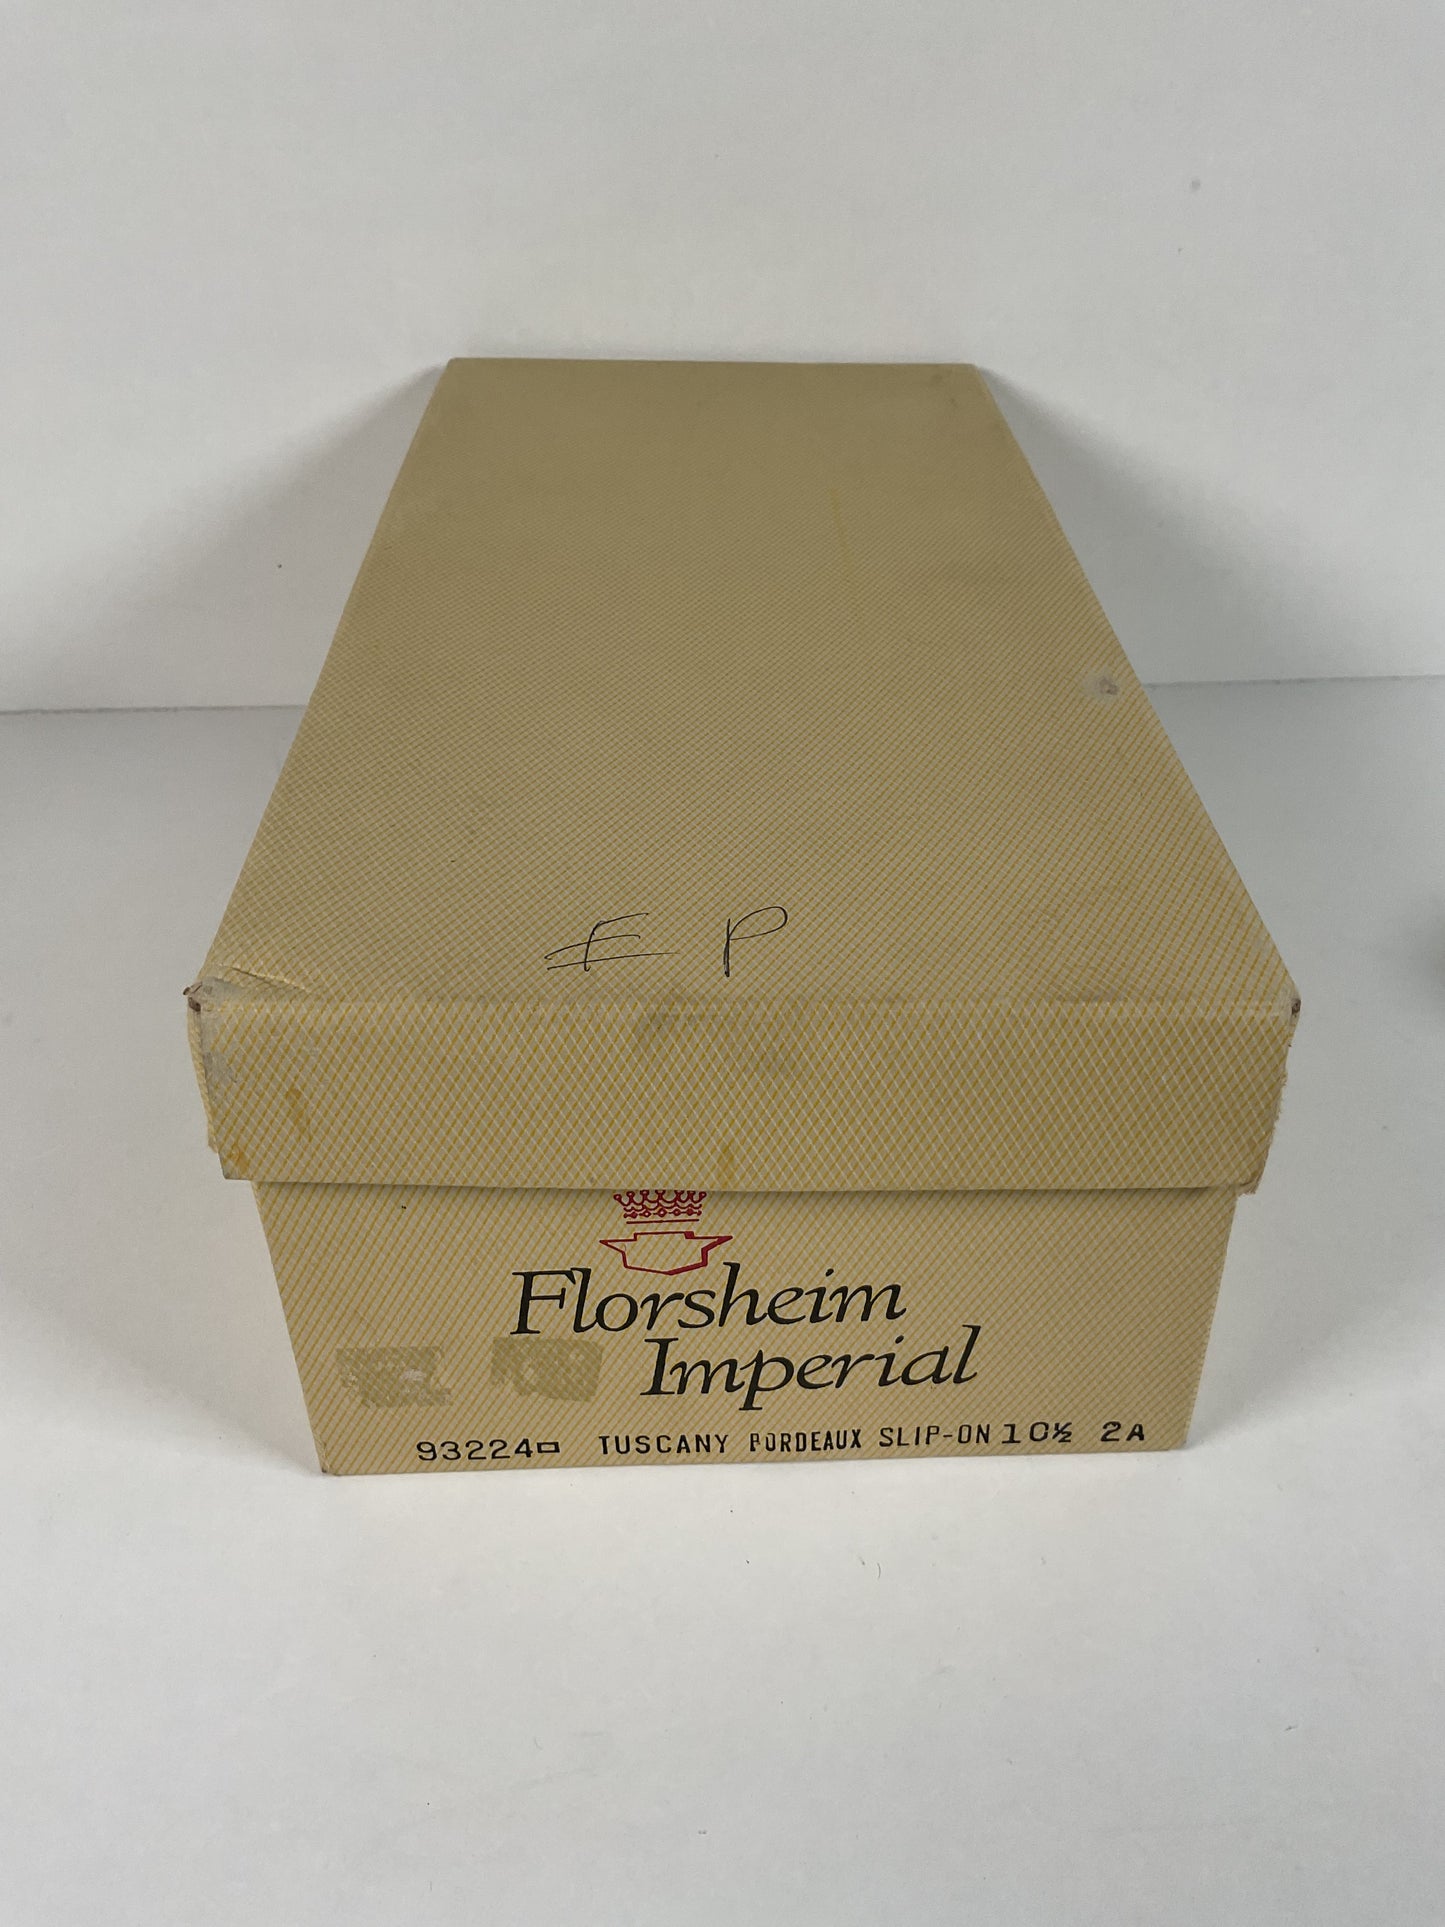 E P
Florsheim
Imperial
93224 TUSCANY BORDEAUX SLIP-ON 10½ 2A